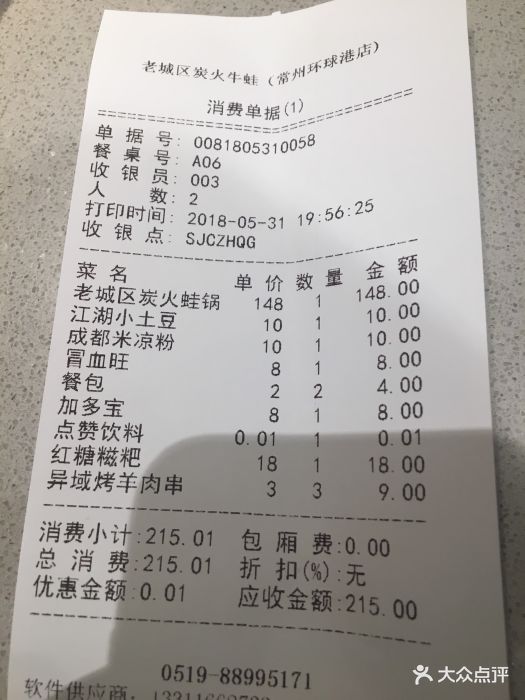 老城区炭火牛蛙（常州环球港店）
消费单据(1)
单据号: 0081805310058
餐桌号: A06
收银员: 003
人数: 2
打印时间: 2018-05-31 19:56:25
收银点: SJCZHQG
菜名 单价 数量 金额
老城区炭火蛙锅 148 1 148.00
江湖小土豆 10 1 10.00
成都米凉粉 10 1 10.00
冒血旺 8 1 8.00
餐包 2 2 4.00
加多宝 8 1 8.00
点赞饮料 0.01 1 0.01
红糖糍粑 18 1 18.00
异域烤羊肉串 3 3 9.00
消费小计:215.01 包厢费:0.00
总消费:215.01 折扣(%):无
优惠金额:0.01 应收金额:215.00
0519-88995171
软件供应商:
大众点评